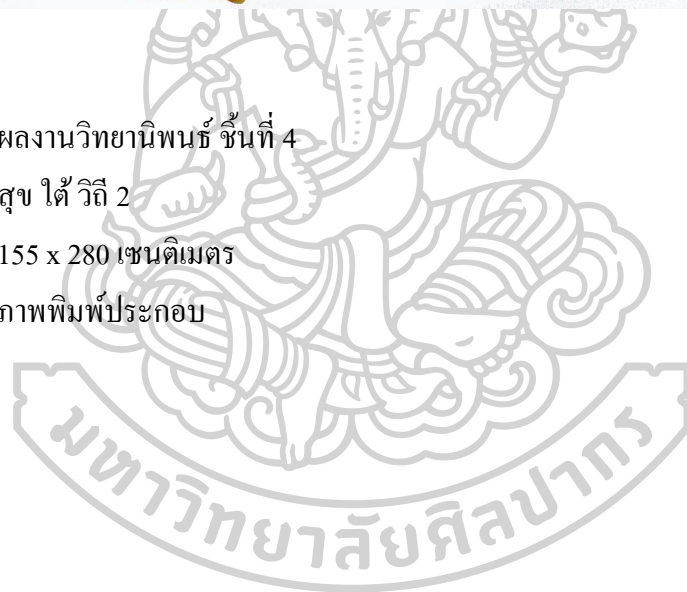 ผลงานวิทยานิพนธ์ ชิ้นที่ 4
สุข ใต้ วิถี 2
155 x 280 เซนติเมตร
ภาพพิมพ์ประกอบ
มหาวิทยาลัยศิลปากร